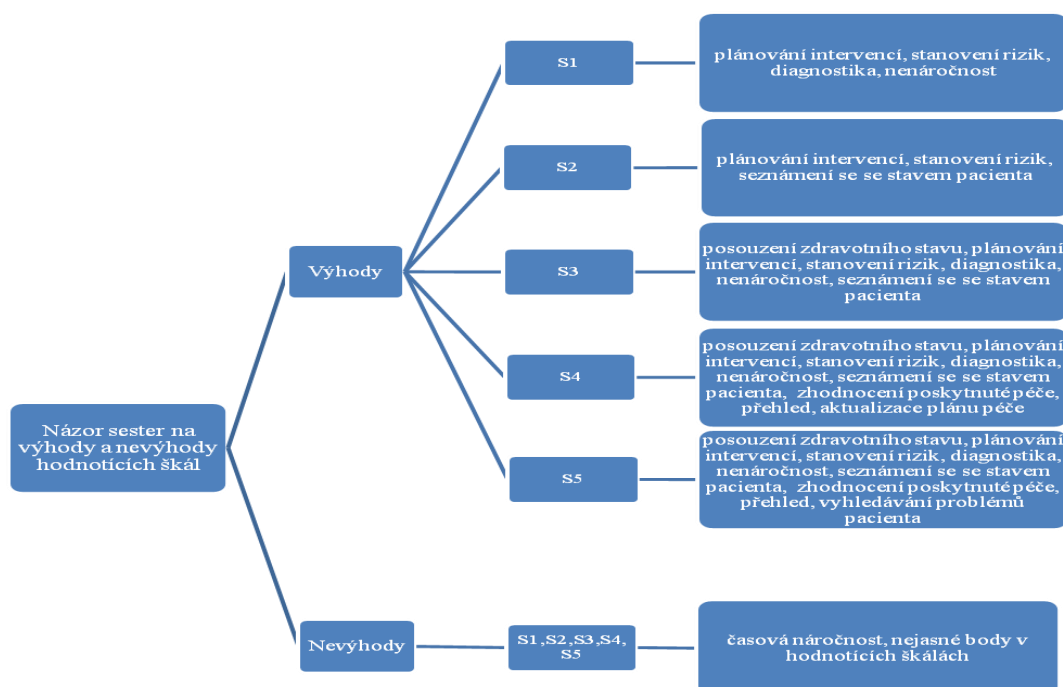 Názor sester na
výhody a nevýhody
hodnotících škál
Výhody
S1
plánování intervencí, stanovení rizik,
diagnostika, nenáročnost
S2
plánování intervencí, stanovení rizik,
seznámení se se stavem pacienta
S3
posouzení zdravotního stavu, plánování
intervencí, stanovení rizik, diagnostika,
nenáročnost, seznámení se se stavem
pacienta
S4
posouzení zdravotního stavu, plánování
intervencí, stanovení rizik, diagnostika,
nenáročnost, seznámení se se stavem
pacienta, zhodnocení poskytnuté péče,
přehled, aktualizace plánu péče
S5
posouzení zdravotního stavu, plánování
intervencí, stanovení rizik, diagnostika,
nenáročnost, seznámení se se stavem
pacienta, zhodnocení poskytnuté péče,
přehled, vyhledávání problémů
pacienta
Nevýhody
S1,S2,S3,S4,
S5
časová náročnost, nejasné body v
hodnotících škálách